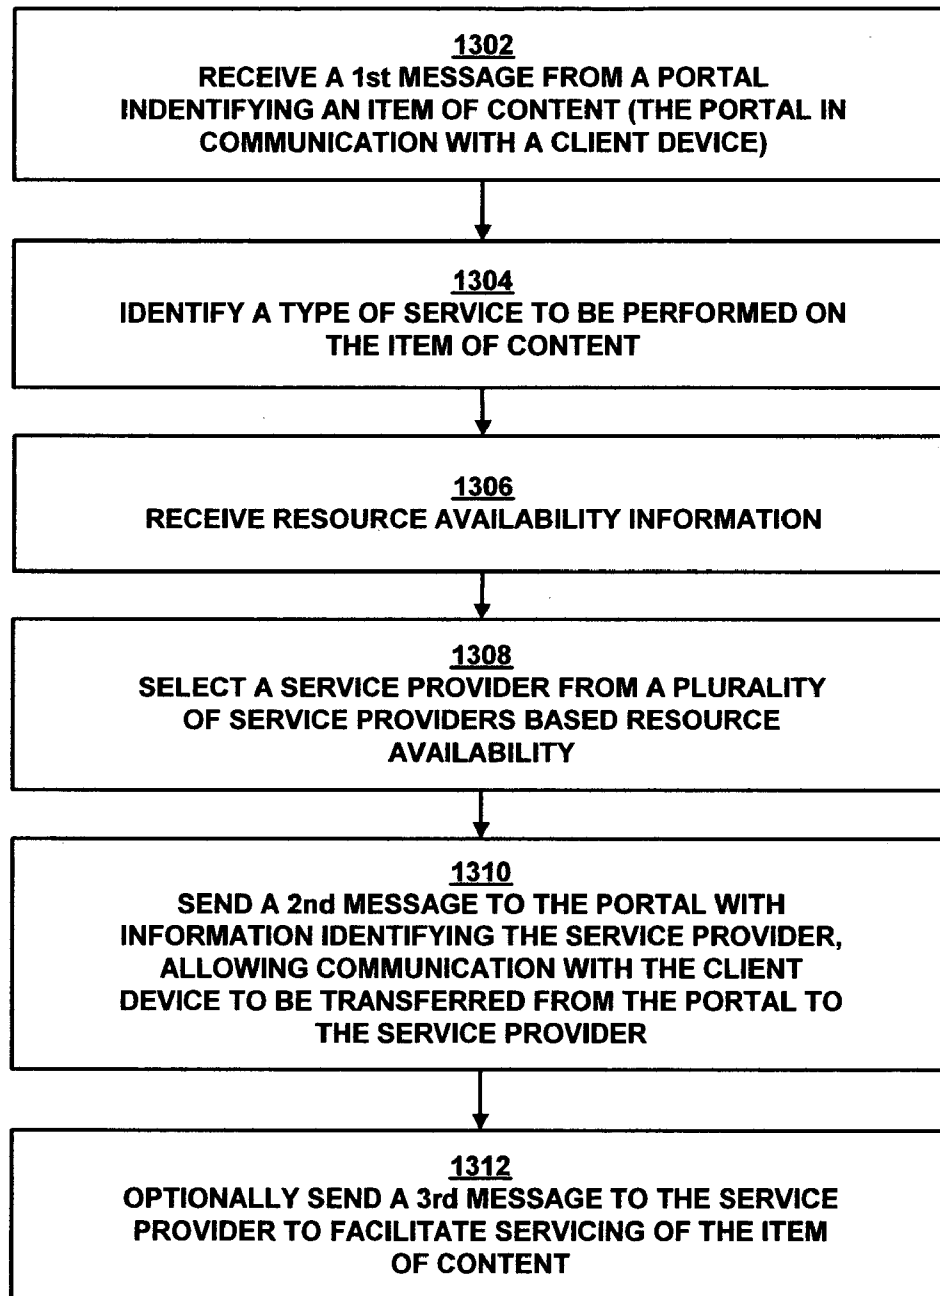 1302
RECEIVE A 1st MESSAGE FROM A PORTAL
INDENTIFYING AN ITEM OF CONTENT (THE PORTAL IN
COMMUNICATION WITH A CLIENT DEVICE)
1304
IDENTIFY A TYPE OF SERVICE TO BE PERFORMED ON
THE ITEM OF CONTENT
1306
RECEIVE RESOURCE AVAILABILITY INFORMATION
1308
SELECT A SERVICE PROVIDER FROM A PLURALITY
OF SERVICE PROVIDERS BASED RESOURCE
AVAILABILITY
1310
SEND A 2nd MESSAGE TO THE PORTAL WITH
INFORMATION IDENTIFYING THE SERVICE PROVIDER,
ALLOWING COMMUNICATION WITH THE CLIENT
DEVICE TO BE TRANSFERRED FROM THE PORTAL TO
THE SERVICE PROVIDER
1312
OPTIONALLY SEND A 3rd MESSAGE TO THE SERVICE
PROVIDER TO FACILITATE SERVICING OF THE ITEM
OF CONTENT